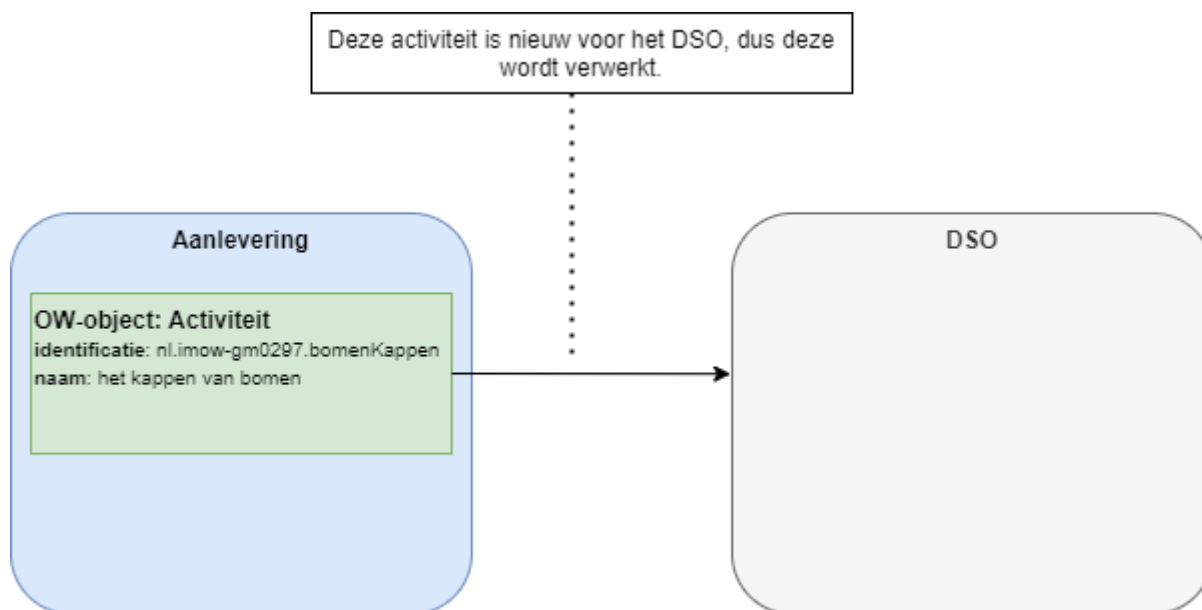 Deze activiteit is nieuw voor het DSO, dus deze
wordt verwerkt.
Aanlevering
DSO
OW-object: Activiteit
identificatie: nl.imow-gm0297.bomenKappen
naam: het kappen van bomen